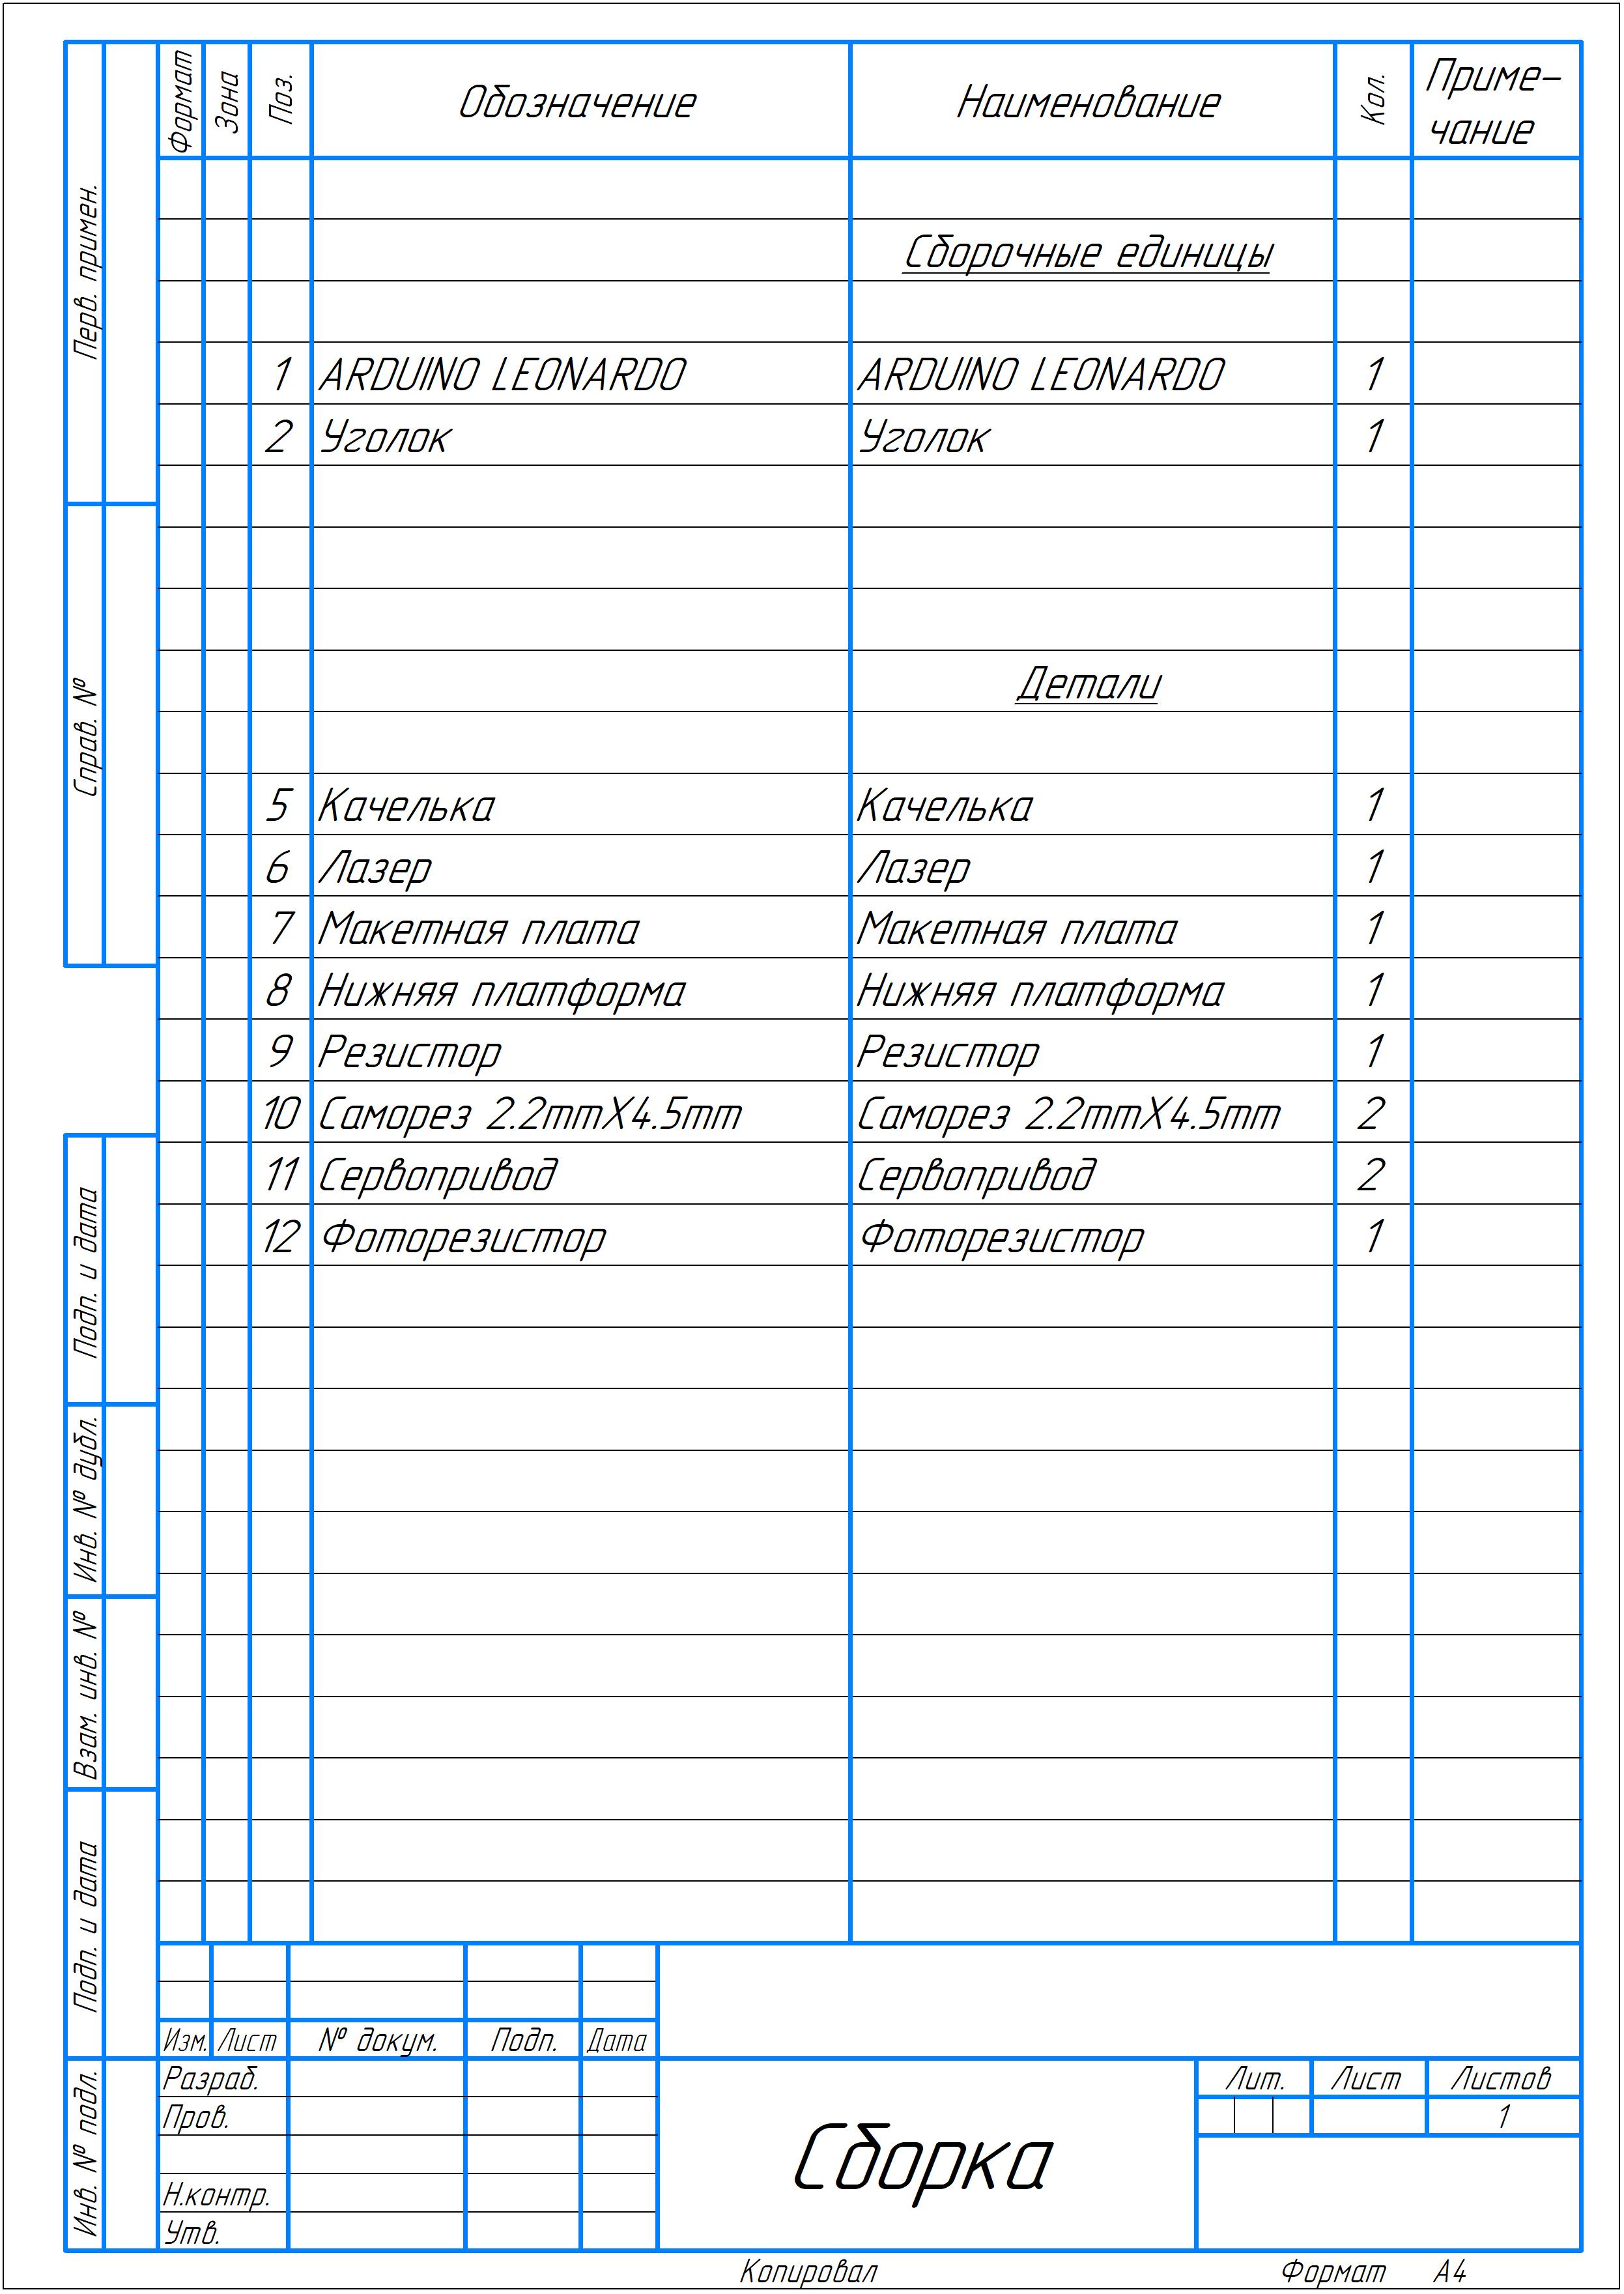 Формат Зона Поз. Обозначение Наименование Кол. Приме-
чание
Сборочные единицы
1 ARDUINO LEONARDO ARDUINO LEONARDO 1
2 Уголок Уголок 1
Детали
5 Качелька Качелька 1
6 Лазер Лазер 1
7 Макетная плата Макетная плата 1
8 Нижняя платформа Нижняя платформа 1
9 Резистор Резистор 1
10 Саморез 2.2mmX4.5mm Саморез 2.2mmX4.5mm 2
11 Сервопривод Сервопривод 2
12 Фоторезистор Фоторезистор 1
Перв. примен.
Справ. №
Подп. и дата
Инв. № дубл.
Взам. инв. №
Подп. и дата
Инв. № подл.
Изм. Лист № докум. Подп. Дата
Разраб.
Пров.
Н.контр.
Утв.
Сборка
Лит. Лист Листов
1
Копировал Формат А4